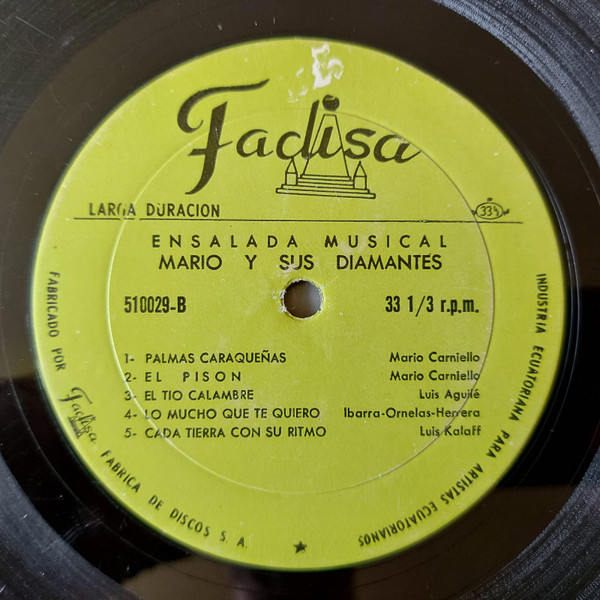 Fadisa
LARGA DURACION
33⅓
ENSALADA MUSICAL
MARIO Y SUS DIAMANTES
510029-B 33 1/3 r.p.m.
1- PALMAS CARAQUEÑAS Mario Carniello
2- EL PISON Mario Carniello
3- EL TIO CALAMBRE Luis Aguilé
4- LO MUCHO QUE TE QUIERO Ibarra-Ornelas-Herrera
5- CADA TIERRA CON SU RITMO Luis Kalaff
FABRICADO POR Fadisa FABRICA DE DISCOS S. A.
INDUSTRIA ECUATORIANA PARA ARTISTAS ECUATORIANOS